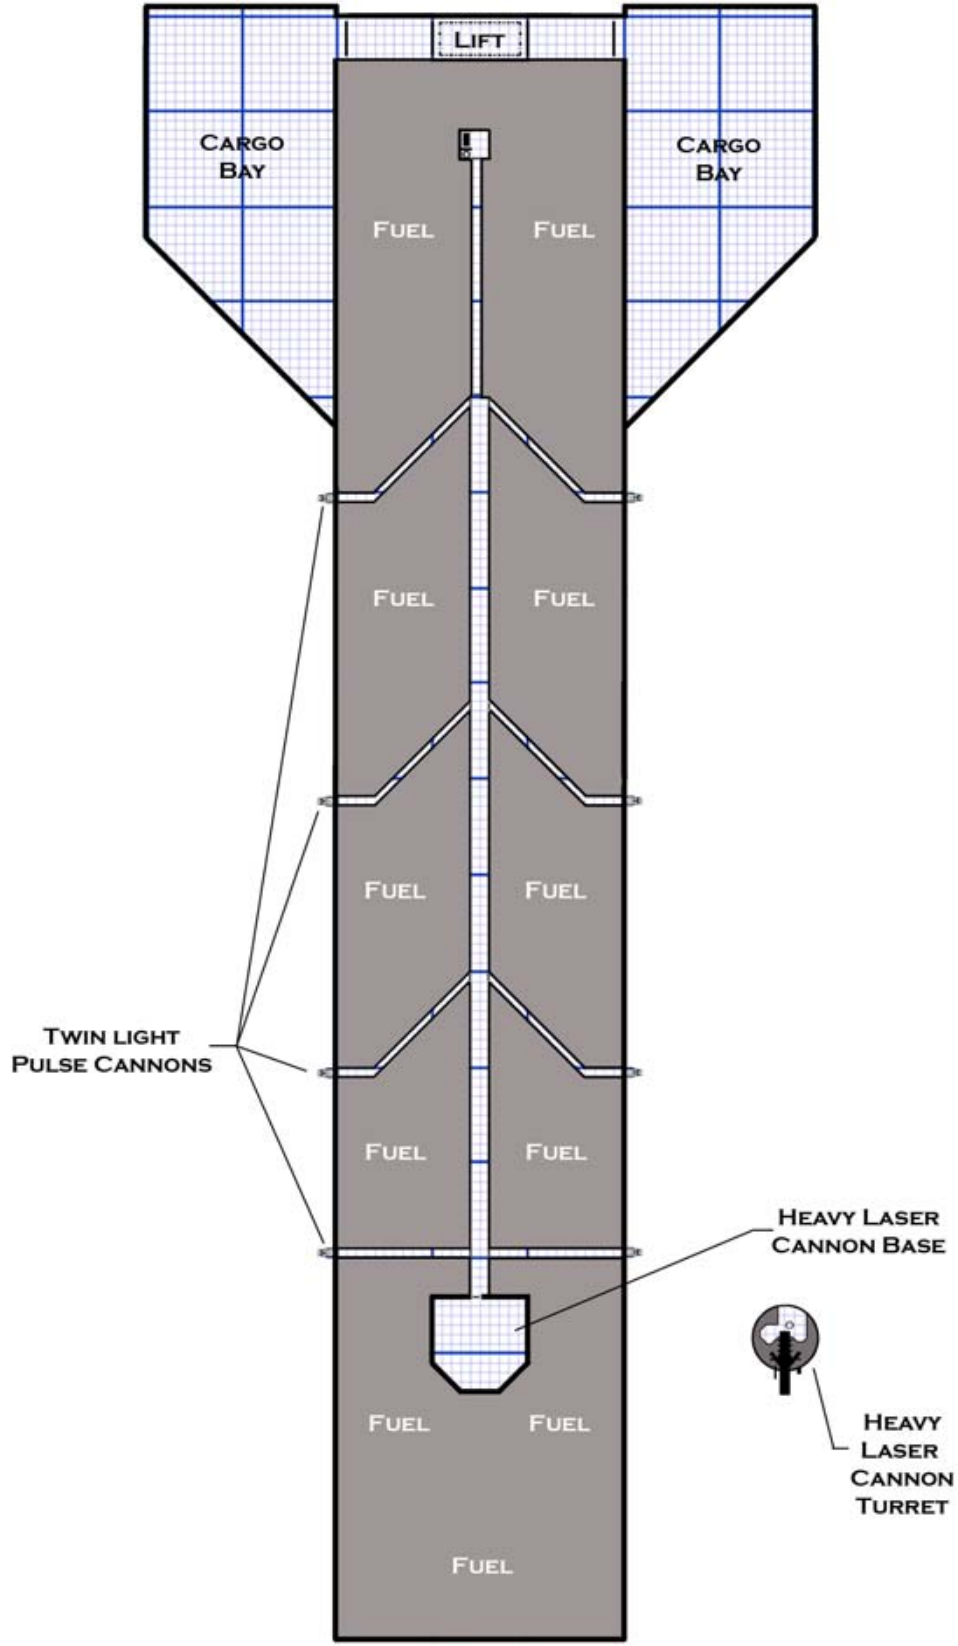 LIFT
CARGO
BAY
CARGO
BAY
FUEL
FUEL
FUEL
FUEL
FUEL
FUEL
TWIN LIGHT
PULSE CANNONS
FUEL
FUEL
HEAVY LASER
CANNON BASE
FUEL
FUEL
HEAVY
LASER
CANNON
TURRET
FUEL